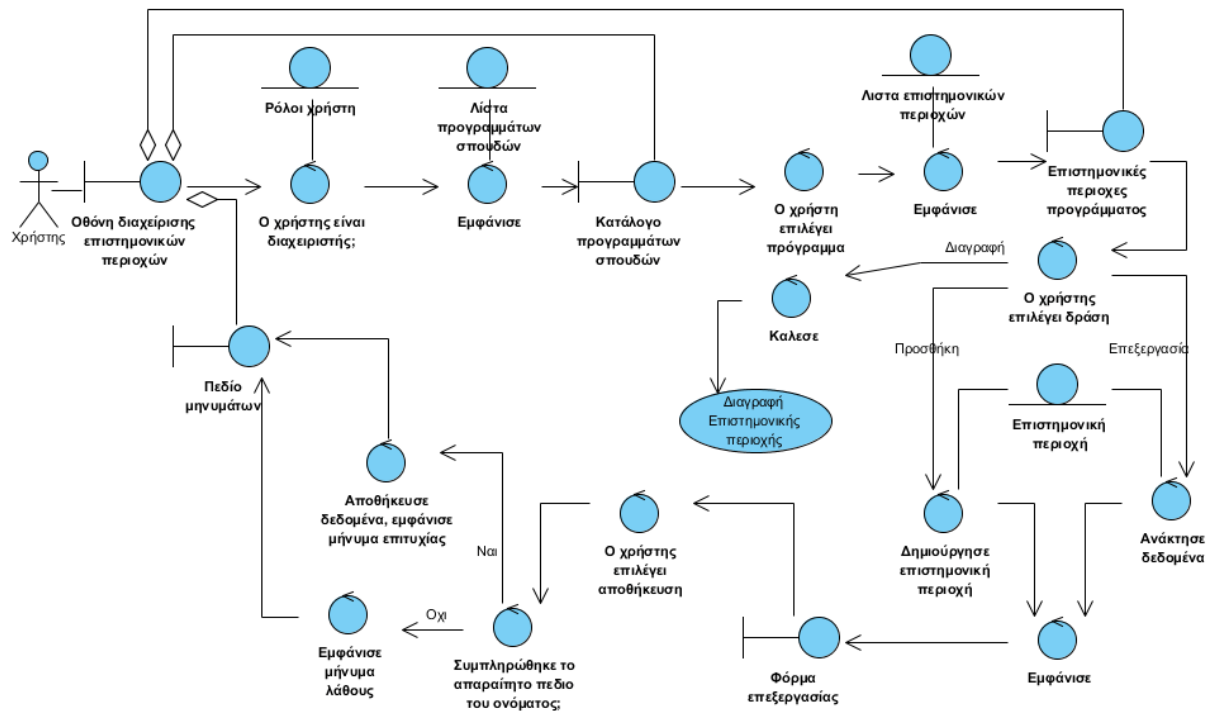 Ρόλοι χρήστη
Λίστα
προγραμμάτων
σπουδών
Λιστα επιστημονικών
περιοχών
Χρήστης
Οθόνη διαχείρισης
επιστημονικών
περιοχών
Ο χρήστης είναι
διαχειριστής;
Εμφάνισε
Κατάλογο
προγραμμάτων
σπουδών
Ο χρήστη
επιλέγει
πρόγραμμα
Εμφάνισε
Επιστημονικές
περιοχες
προγράμματος
Διαγραφή
Ο χρήστης
επιλέγει δράση
Καλεσε
Προσθήκη
Επεξεργασία
Πεδίο
μηνυμάτων
Διαγραφή
Επιστημονικής
περιοχής
Επιστημονική
περιοχή
Αποθήκευσε
δεδομένα, εμφάνισε
μήνυμα επιτυχίας
Ναι
Ο χρήστης
επιλέγει
αποθήκευση
Δημιούργησε
επιστημονική
περιοχή
Ανάκτησε
δεδομένα
Οχι
Εμφάνισε
μήνυμα
λάθους
Συμπληρώθηκε το
απαραίτητο πεδιο
του ονόματος;
Φόρμα
επεξεργασίας
Εμφάνισε